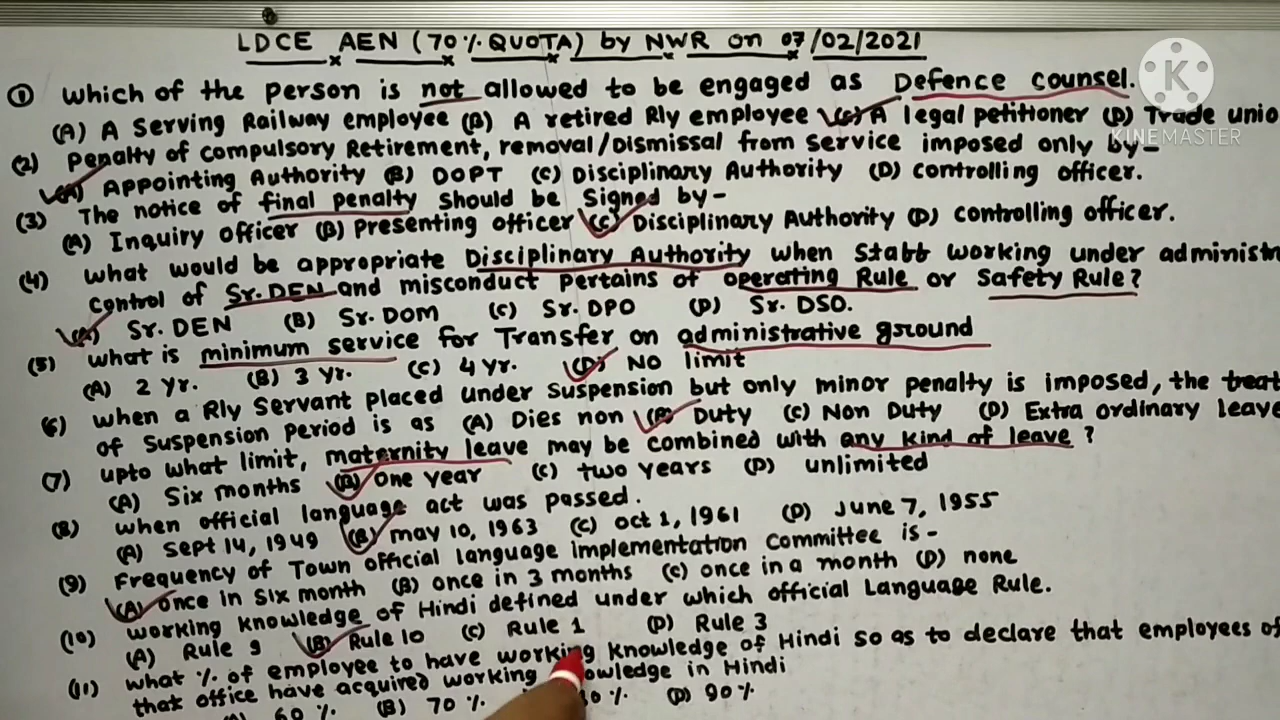 LDCE AEN (70% QUOTA) by NWR on 07/02/2021
K
KINEMASTER
① Which of the Person is not allowed to be engaged as Defence counsel.
(A) A Serving Railway employee (B) A retired Rly employee (C) A legal petitioner (D) Trade unio
(2) Penalty of compulsory Retirement, removal/Dismissal from service imposed only by-
(A) Appointing Authority (B) DOPT (C) Disciplinary Authority (D) controlling officer.
(3) The notice of final penalty should be Signed by-
(A) Inquiry officer (B) Presenting officer (C) Disciplinary Authority (D) controlling officer.
(4) what would be appropriate Disciplinary Authority when Staff working under administr
control of Sr. DEN and misconduct pertains of operating Rule or Safety Rule?
(A) Sr. DEN (B) Sr. DOM (C) Sr. DPO (D) Sr. DSO.
(5) what is minimum service for Transfer on administrative ground
(A) 2 Yr. (B) 3 Yr. (C) 4 Yr. (D) NO limit
(6) when a Rly Servant placed under suspension but only minor penalty is imposed, the treat
of Suspension Period is as (A) Dies non (B) Duty (C) Non Duty (D) Extra ordinary leave
(7) upto what limit, maternity leave may be combined with any kind of leave ?
(A) Six months (B) One year (C) two years (D) unlimited
(8) when official language act was passed.
(A) Sept 14, 1949 (B) may 10, 1963 (C) oct 1, 1961 (D) June 7, 1955
(9) Frequency of Town official language implementation committee is -
(A) once in six month (B) once in 3 months (C) once in a month (D) none
(10) working knowledge of Hindi defined under which official Language Rule.
(A) Rule 9 (B) Rule 10 (C) Rule 1 (D) Rule 3
(11) what % of employee to have working knowledge of Hindi so as to declare that employees of
that office have acquired working knowledge in Hindi
60 % (B) 70 % (D) 90 %